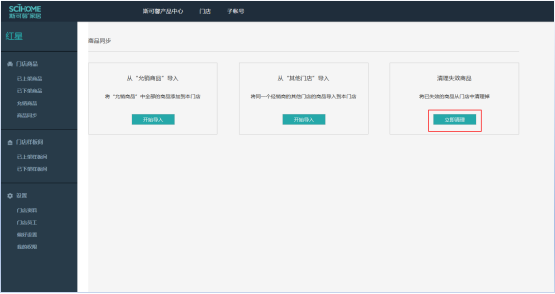 SCIHOME
斯可馨家居
斯可馨产品中心 门店 子帐号
红星
商品同步
门店商品
已上架商品
已下架商品
允销商品
商品同步
从“允销商品”导入
将“允销商品”中全部的商品添加到本门店
开始导入
从“其他门店”导入
将同一个经销商的其他门店的商品导入到本门店
开始导入
清理失效商品
将已失效的商品从门店中清理掉
立即清理
门店样板间
已上架样板间
已下架样板间
设置
门店资料
门店员工
偏好设置
我的权限